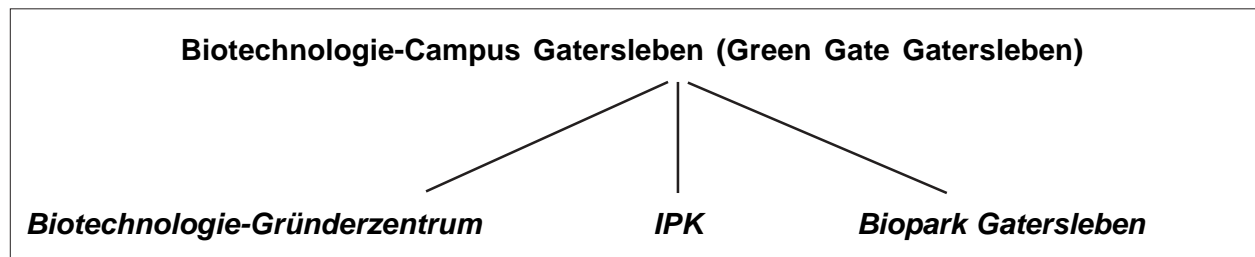 Biotechnologie-Campus Gatersleben (Green Gate Gatersleben)
Biotechnologie-Gründerzentrum IPK Biopark Gatersleben